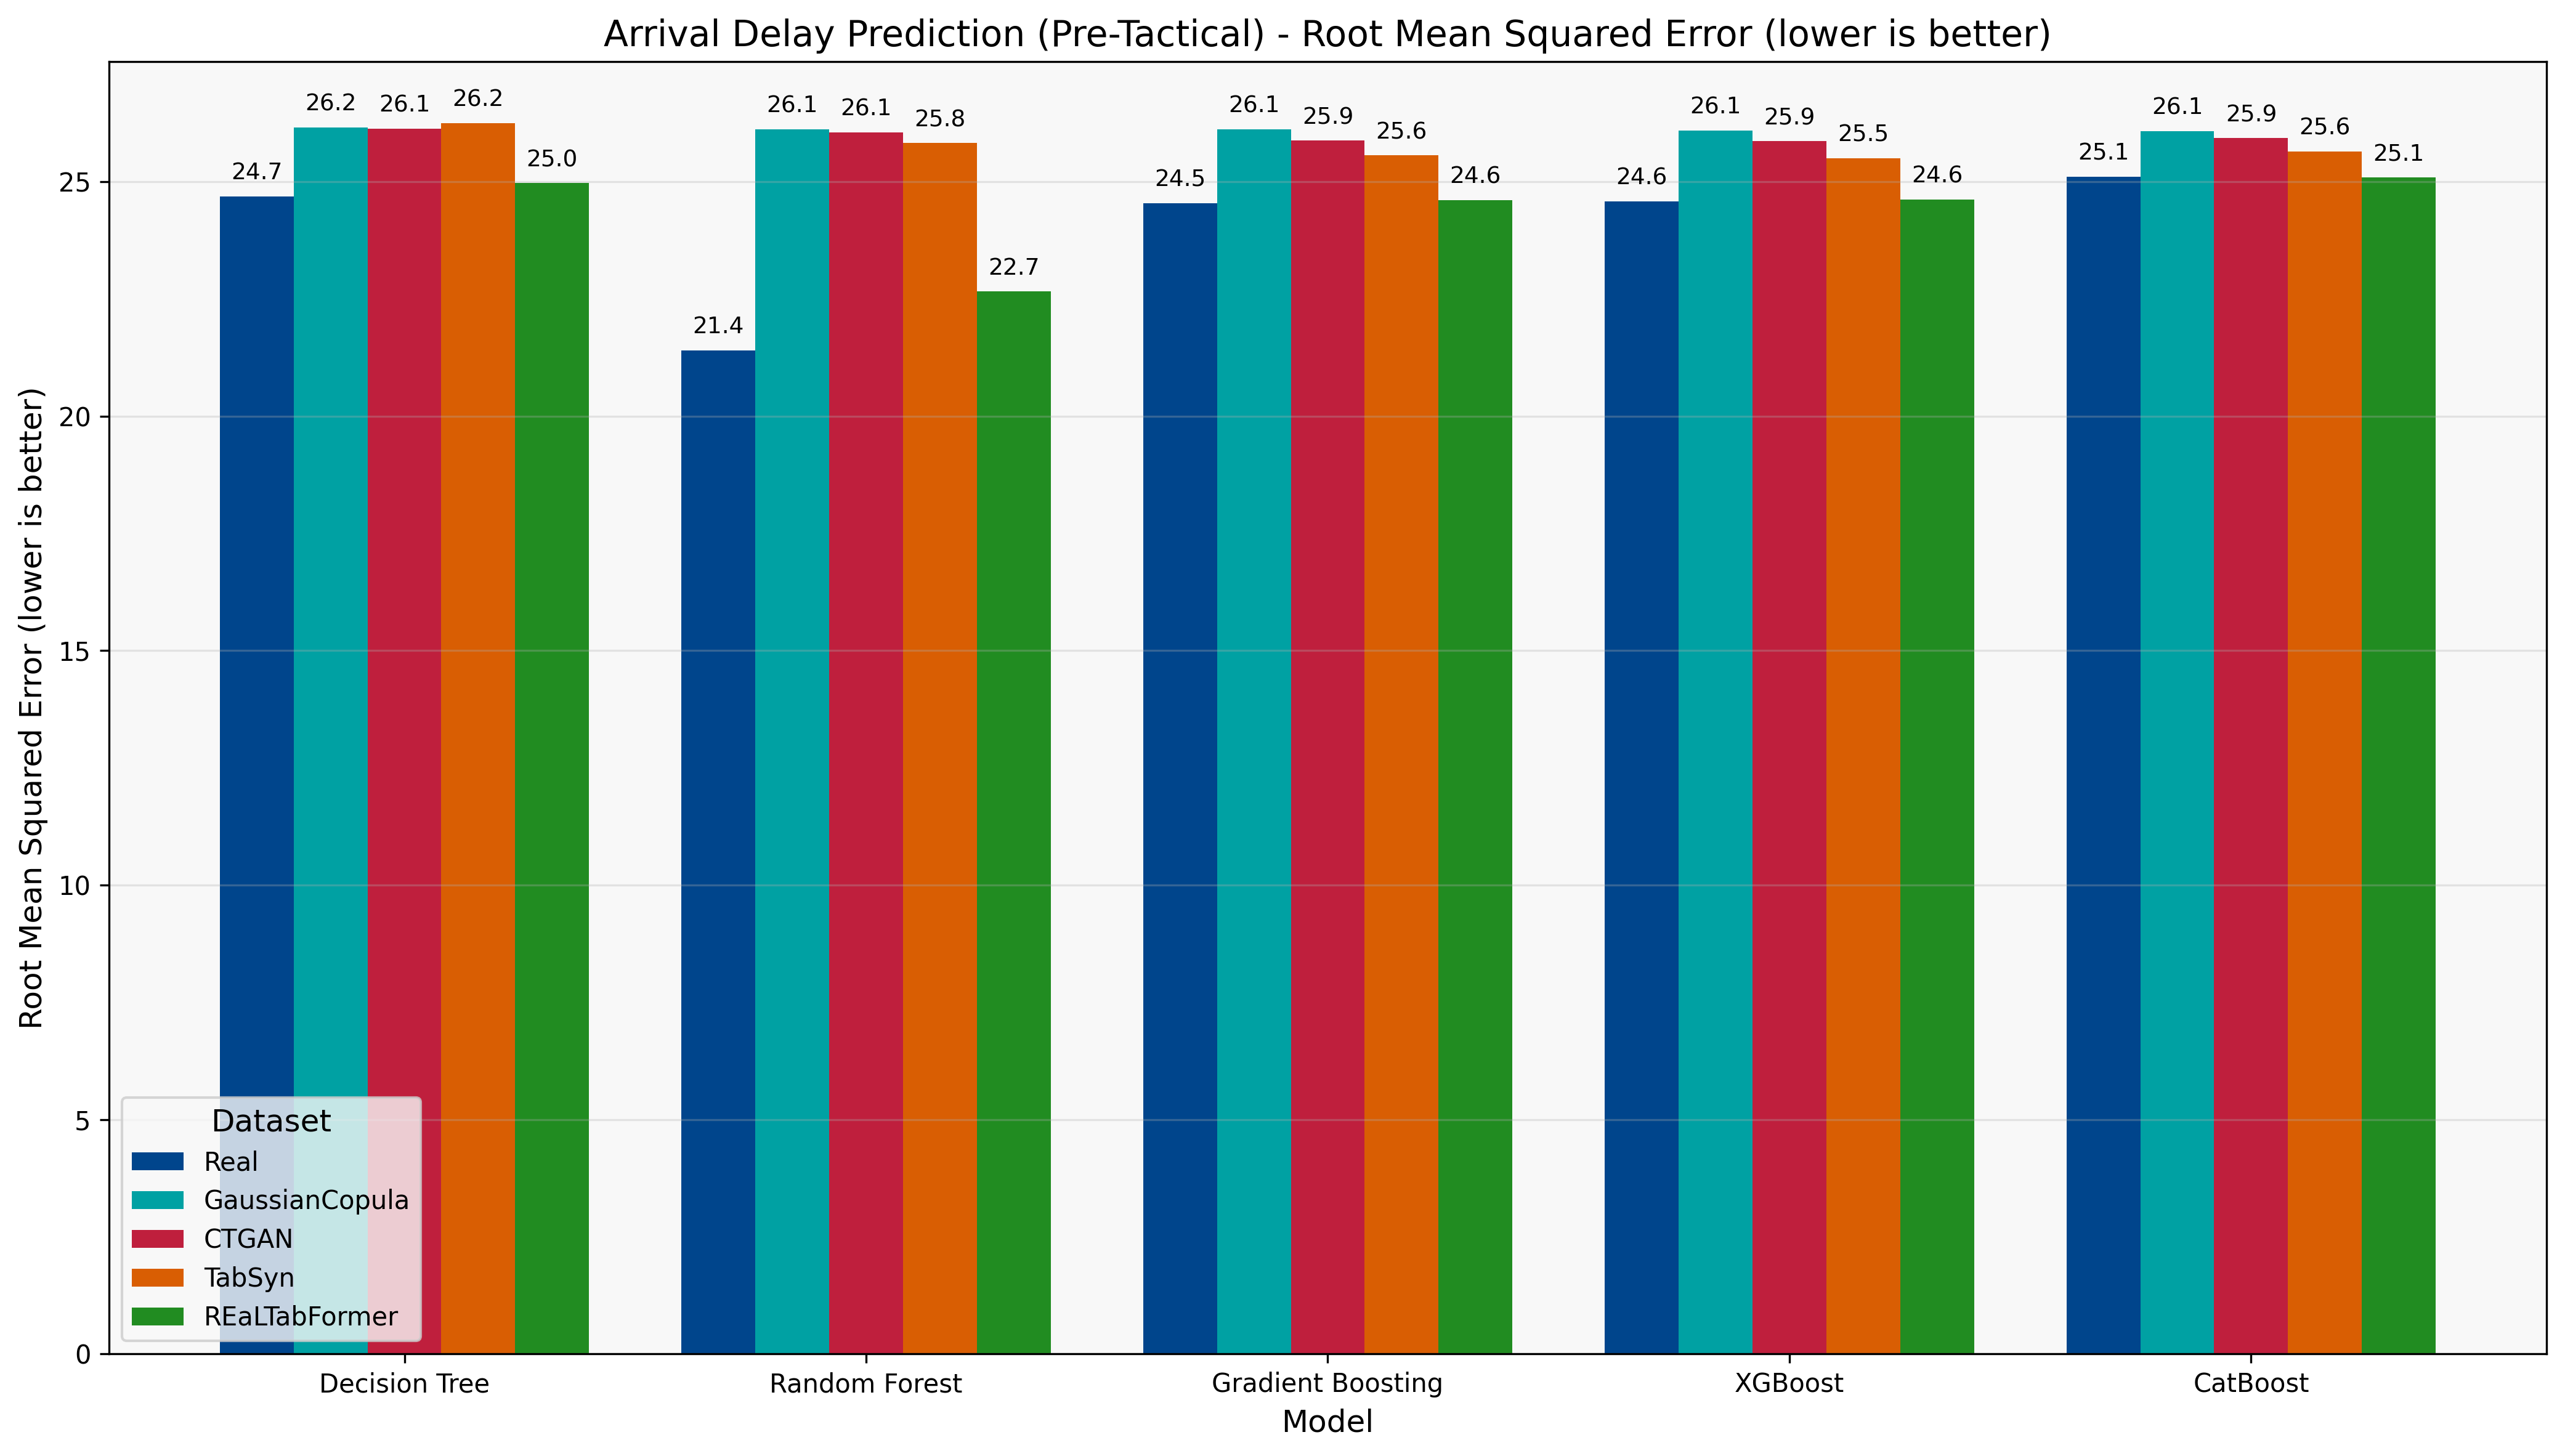 Arrival Delay Prediction (Pre-Tactical) - Root Mean Squared Error (lower is better)
Root Mean Squared Error (lower is better)
25
20
15
10
5
0
24.7
26.2
26.1
26.2
25.0
21.4
26.1
26.1
25.8
22.7
24.5
26.1
25.9
25.6
24.6
24.6
26.1
25.9
25.5
24.6
25.1
26.1
25.9
25.6
25.1
Dataset
Real
GaussianCopula
CTGAN
TabSyn
REaLTabFormer
Decision Tree
Random Forest
Gradient Boosting
XGBoost
CatBoost
Model